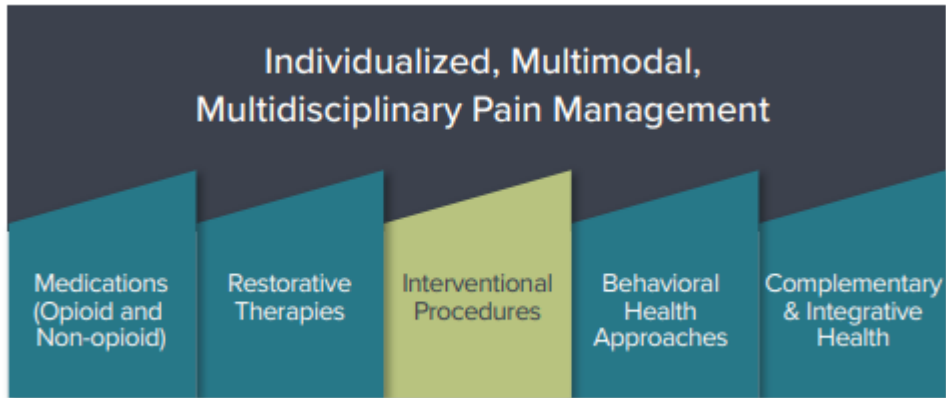 Individualized, Multimodal,
Multidisciplinary Pain Management
Medications
(Opioid and
Non-opioid)
Restorative
Therapies
Interventional
Procedures
Behavioral
Health
Approaches
Complementary
& Integrative
Health